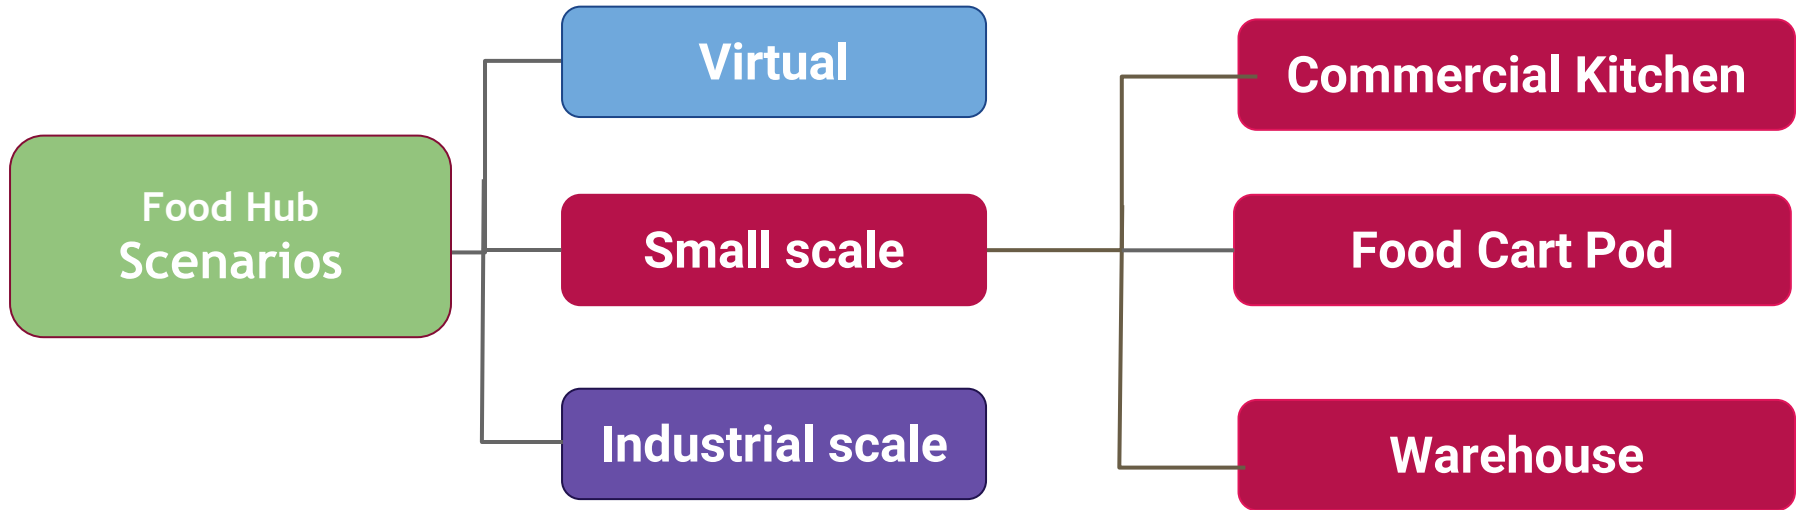 Food Hub
Scenarios
Virtual
Small scale
Industrial scale
Commercial Kitchen
Food Cart Pod
Warehouse